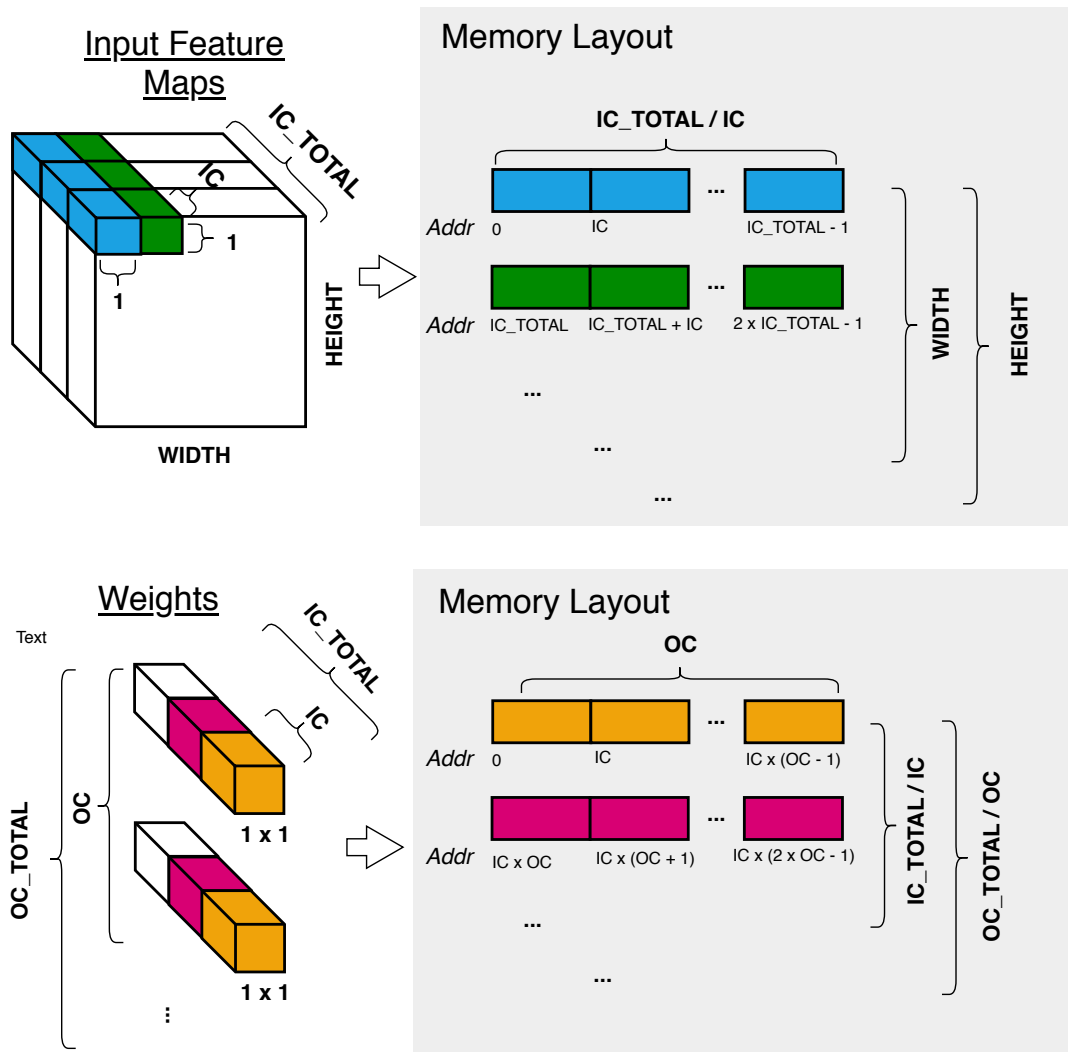 Input Feature
Maps
IC_TOTAL
IC
1
1
HEIGHT
WIDTH
Memory Layout
IC_TOTAL / IC
...
Addr 0 IC IC_TOTAL - 1
...
Addr IC_TOTAL IC_TOTAL + IC 2 x IC_TOTAL - 1
...
...
...
WIDTH
HEIGHT
Weights
Text
IC_TOTAL
IC
OC_TOTAL
OC
1 x 1
1 x 1
...
Memory Layout
OC
...
Addr 0 IC IC x (OC - 1)
...
Addr IC x OC IC x (OC + 1) IC x (2 x OC - 1)
...
...
IC_TOTAL / IC
OC_TOTAL / OC